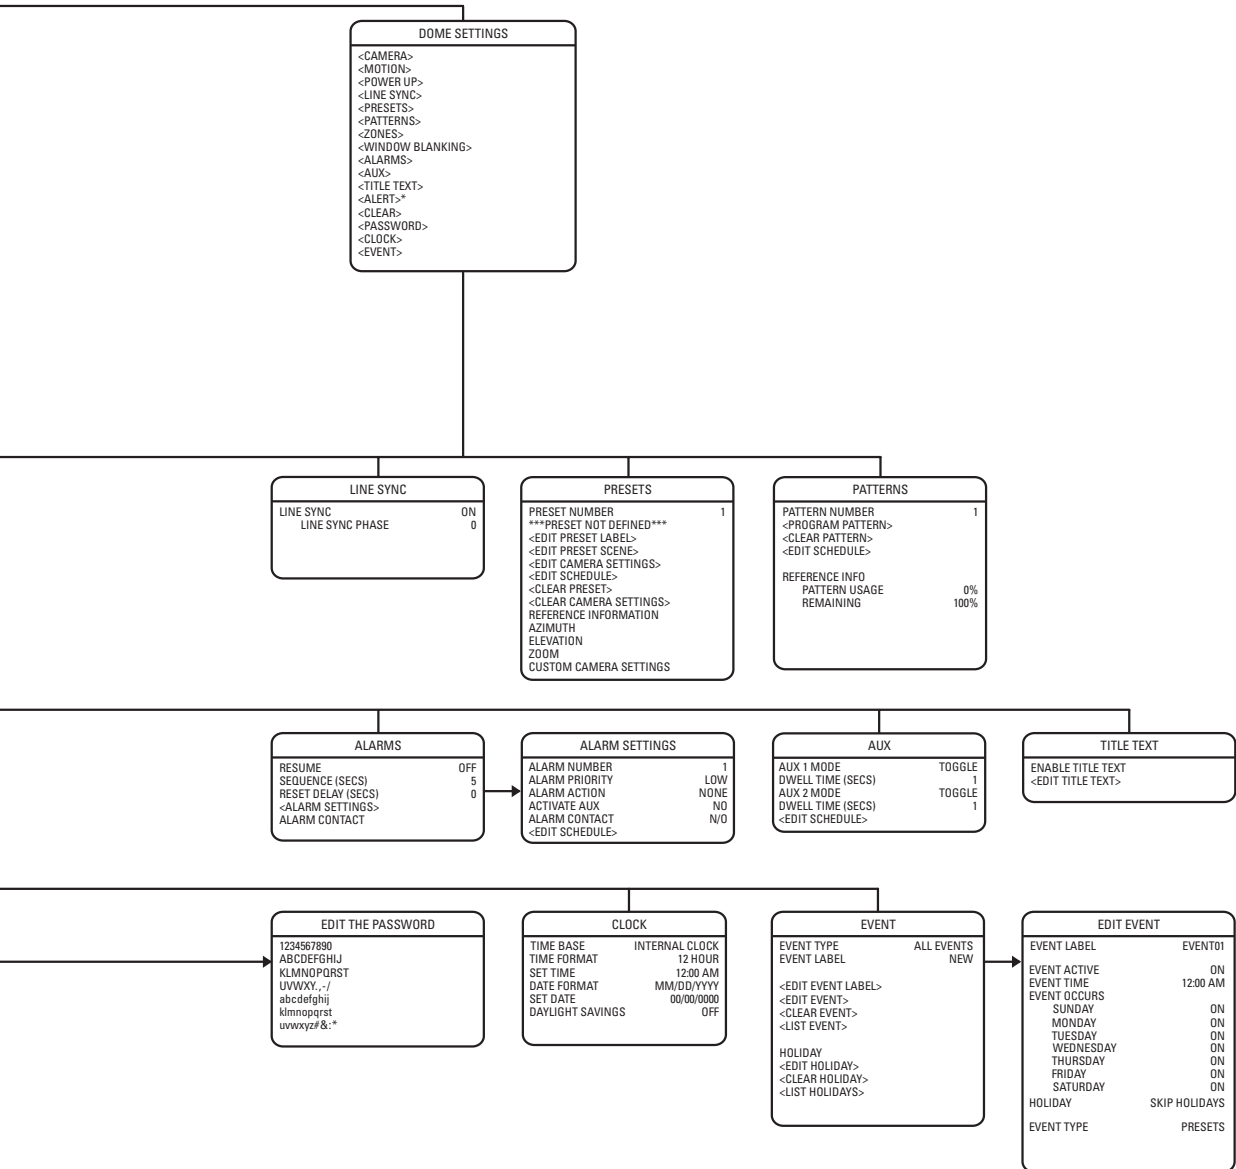 DOME SETTINGS
<CAMERA>
<MOTION>
<POWER UP>
<LINE SYNC>
<PRESETS>
<PATTERNS>
<ZONES>
<WINDOW BLANKING>
<ALARMS>
<AUX>
<TITLE TEXT>
<ALERT>*
<CLEAR>
<PASSWORD>
<CLOCK>
<EVENT>
LINE SYNC
LINE SYNC ON
LINE SYNC PHASE 0
PRESETS
PRESET NUMBER 1
***PRESET NOT DEFINED***
<EDIT PRESET LABEL>
<EDIT PRESET SCENE>
<EDIT CAMERA SETTINGS>
<EDIT SCHEDULE>
<CLEAR PRESET>
<CLEAR CAMERA SETTINGS>
REFERENCE INFORMATION
AZIMUTH
ELEVATION
ZOOM
CUSTOM CAMERA SETTINGS
PATTERNS
PATTERN NUMBER 1
<PROGRAM PATTERN>
<CLEAR PATTERN>
<EDIT SCHEDULE>
REFERENCE INFO
PATTERN USAGE 0%
REMAINING 100%
ALARMS
RESUME OFF
SEQUENCE (SECS) 5
RESET DELAY (SECS) 0
<ALARM SETTINGS>
ALARM CONTACT
ALARM SETTINGS
ALARM NUMBER 1
ALARM PRIORITY LOW
ALARM ACTION NONE
ACTIVATE AUX NO
ALARM CONTACT N/O
<EDIT SCHEDULE>
AUX
AUX 1 MODE TOGGLE
DWELL TIME (SECS) 1
AUX 2 MODE TOGGLE
DWELL TIME (SECS) 1
<EDIT SCHEDULE>
TITLE TEXT
ENABLE TITLE TEXT
<EDIT TITLE TEXT>
EDIT THE PASSWORD
1234567890
ABCDEFGHIJ
KLMNOPQRST
UVWXY.,-/
abcdefghij
klmnopqrst
uvwxyz#&:*
CLOCK
TIME BASE INTERNAL CLOCK
TIME FORMAT 12 HOUR
SET TIME 12:00 AM
DATE FORMAT MM/DD/YYYY
SET DATE 00/00/0000
DAYLIGHT SAVINGS OFF
EVENT
EVENT TYPE ALL EVENTS
EVENT LABEL NEW
<EDIT EVENT LABEL>
<EDIT EVENT>
<CLEAR EVENT>
<LIST EVENT>
HOLIDAY
<EDIT HOLIDAY>
<CLEAR HOLIDAY>
<LIST HOLIDAYS>
EDIT EVENT
EVENT LABEL EVENT01
EVENT ACTIVE ON
EVENT TIME 12:00 AM
EVENT OCCURS
SUNDAY ON
MONDAY ON
TUESDAY ON
WEDNESDAY ON
THURSDAY ON
FRIDAY ON
SATURDAY ON
HOLIDAY SKIP HOLIDAYS
EVENT TYPE PRESETS